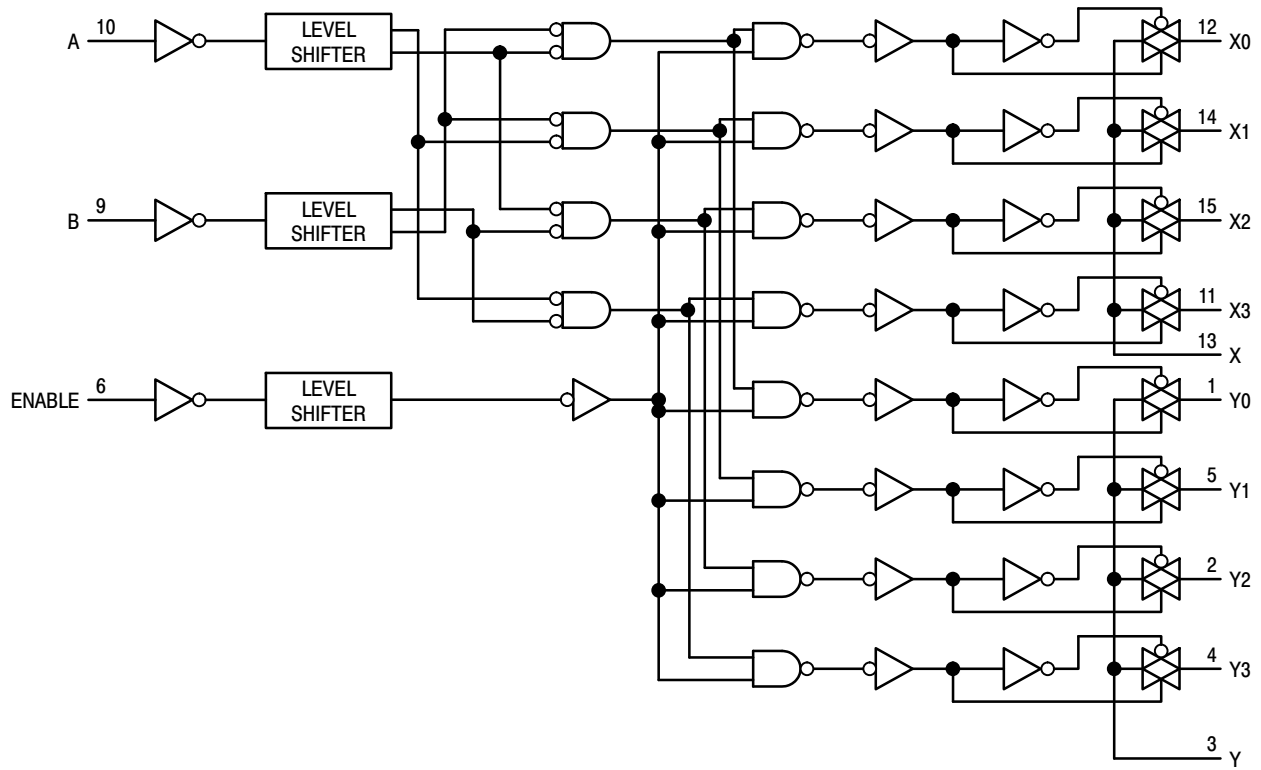 A 10 LEVEL SHIFTER 12 X0
14 X1
B 9 LEVEL SHIFTER 15 X2
11 X3
13 X
ENABLE 6 LEVEL SHIFTER 1 Y0
5 Y1
2 Y2
4 Y3
3 Y